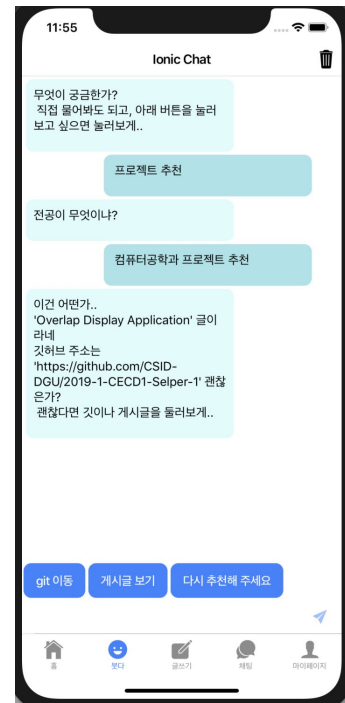 11:55
Ionic Chat
무엇이 궁금한가?
직접 물어봐도 되고, 아래 버튼을 눌러
보고 싶으면 눌러보게..
프로젝트 추천
전공이 무엇이냐?
컴퓨터공학과 프로젝트 추천
이건 어떤가..
'Overlap Display Application' 글이
라네
깃허브 주소는
'https://github.com/CSID-
DGU/2019-1-CECD1-Selper-1' 괜찮
은가?
괜찮다면 깃이나 게시글을 둘러보게..
git 이동
게시글 보기
다시 추천해 주세요
홈
붓다
글쓰기
채팅
마이페이지